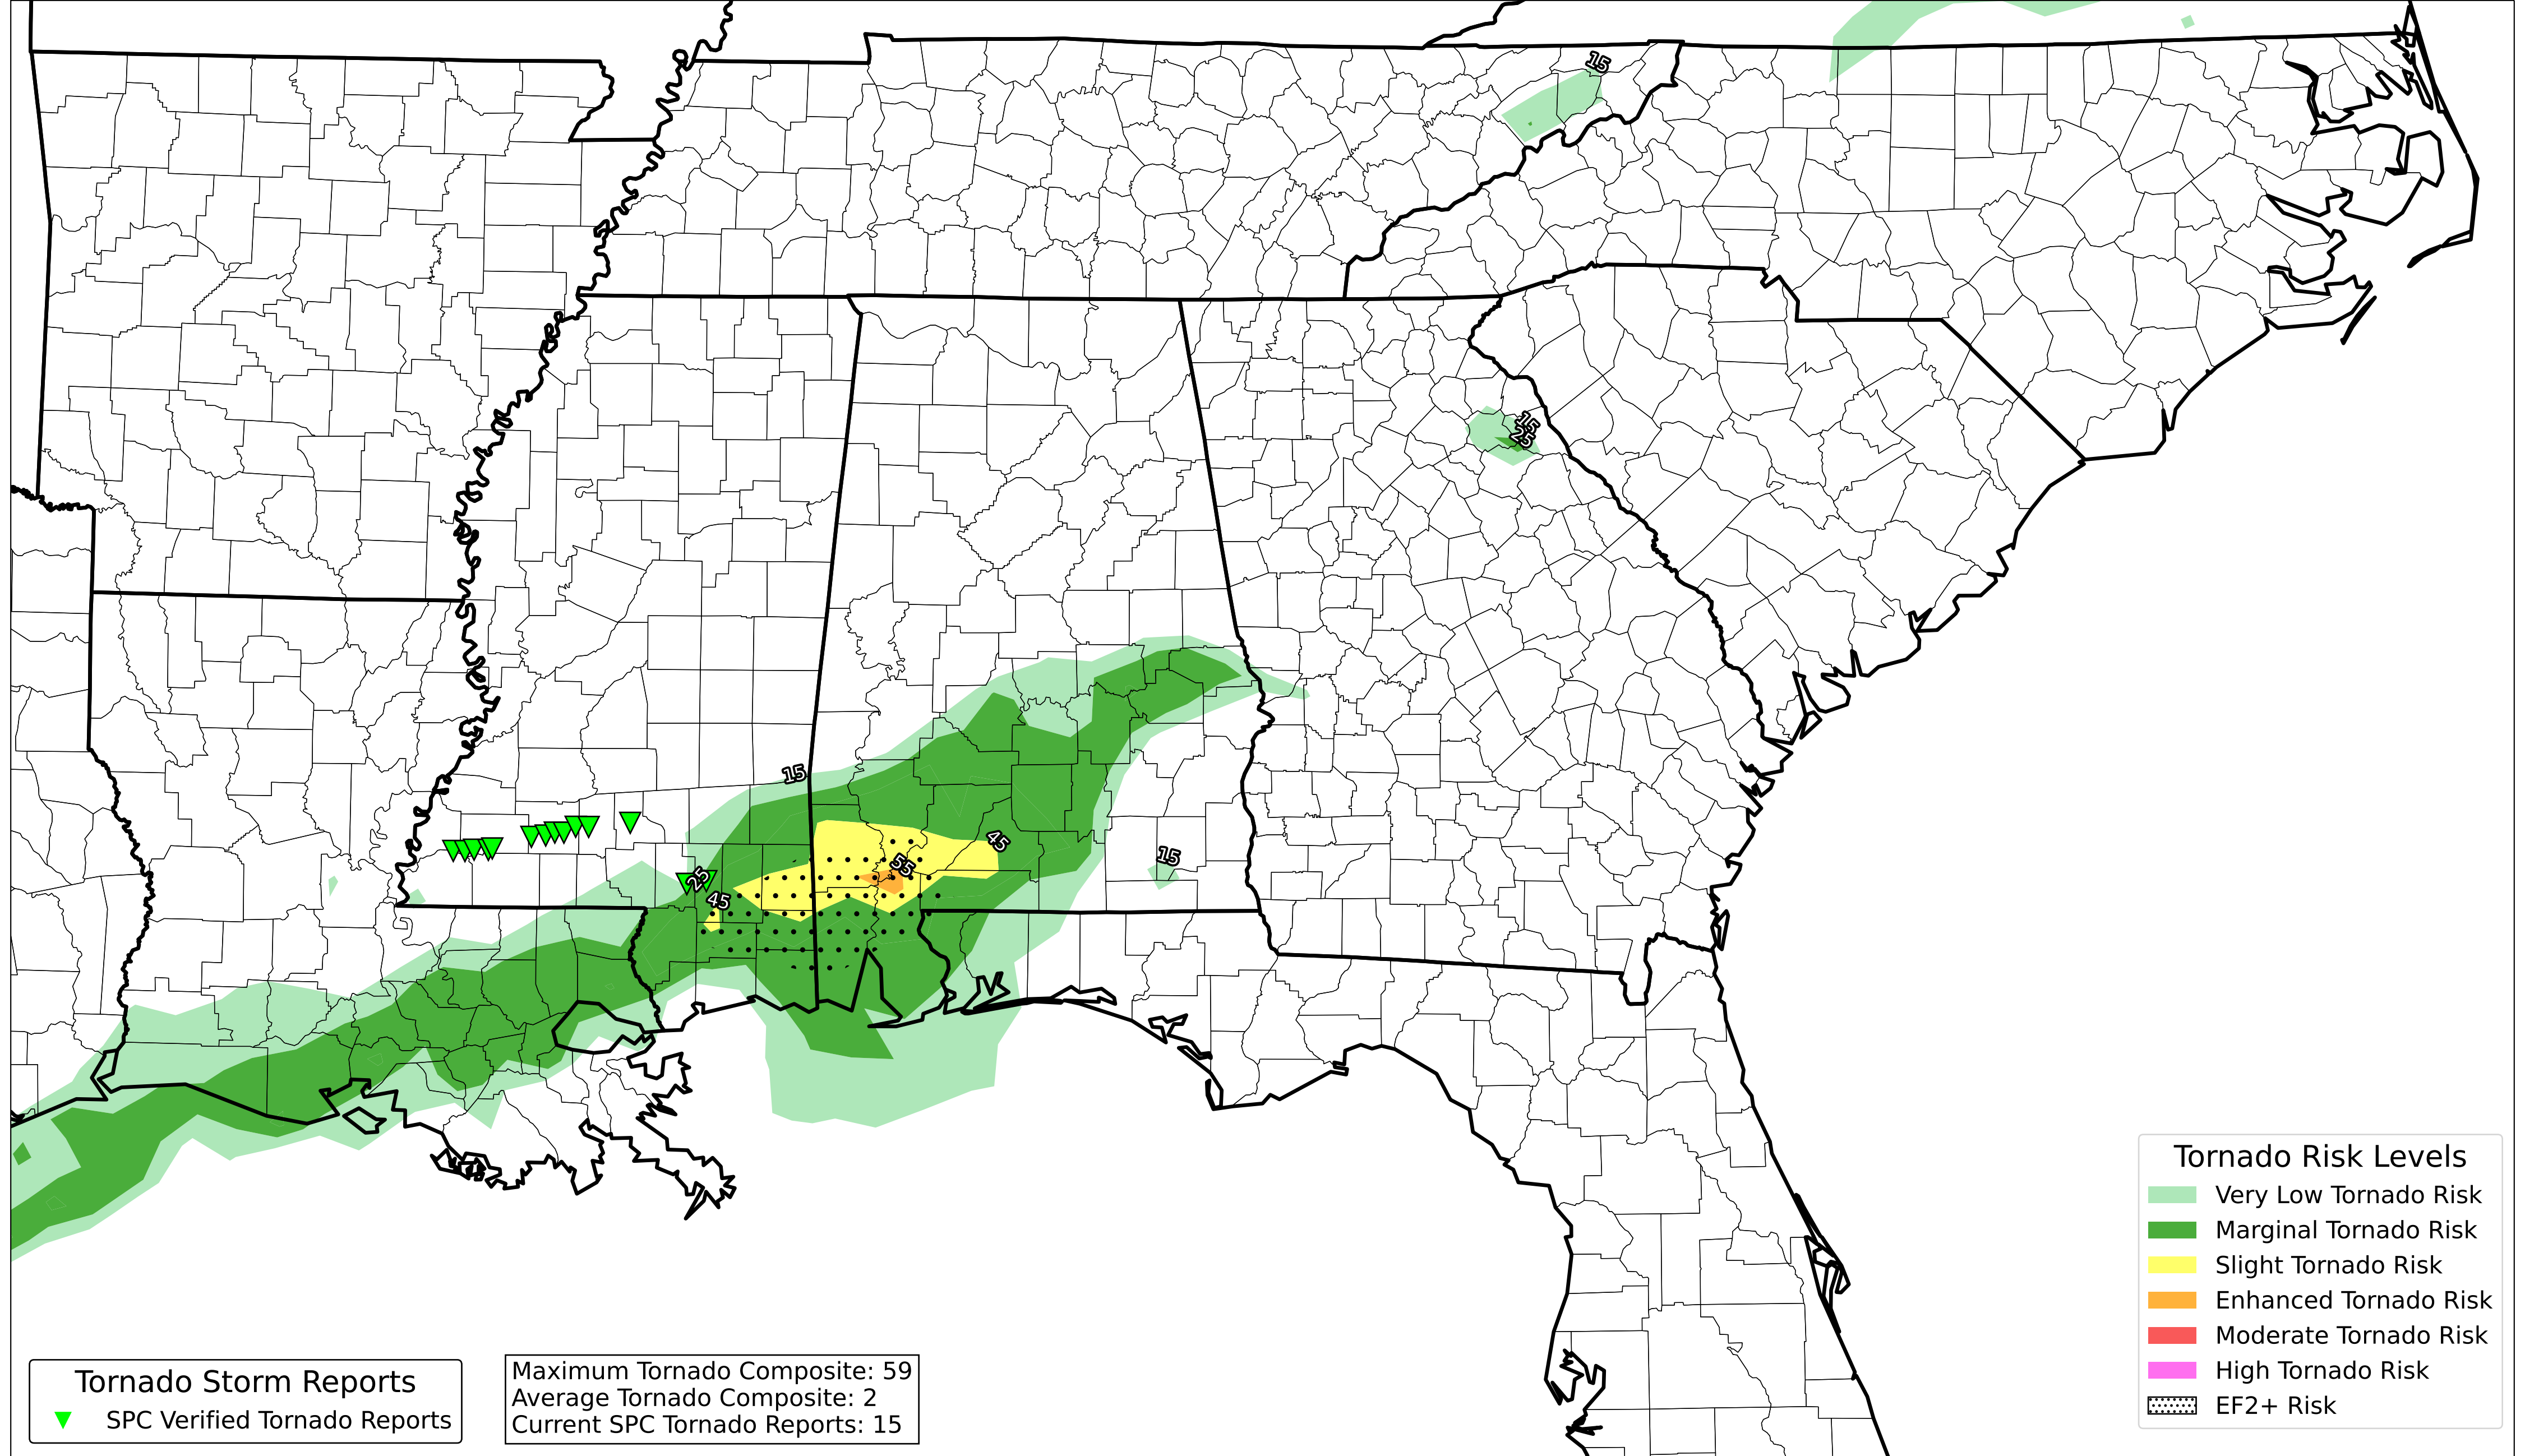 15
15
25
15
45
55
15
25
45
Tornado Risk Levels
Very Low Tornado Risk
Marginal Tornado Risk
Slight Tornado Risk
Enhanced Tornado Risk
Moderate Tornado Risk
High Tornado Risk
EF2+ Risk
Tornado Storm Reports
SPC Verified Tornado Reports
Maximum Tornado Composite: 59
Average Tornado Composite: 2
Current SPC Tornado Reports: 15